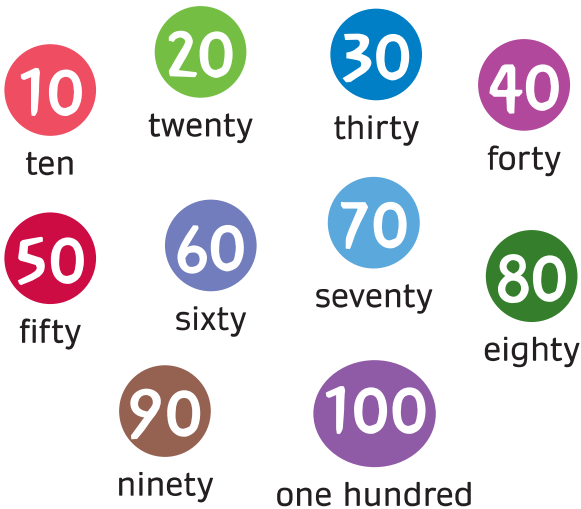 10
ten
20
twenty
30
thirty
40
forty
50
fifty
60
sixty
70
seventy
80
eighty
90
ninety
100
one hundred